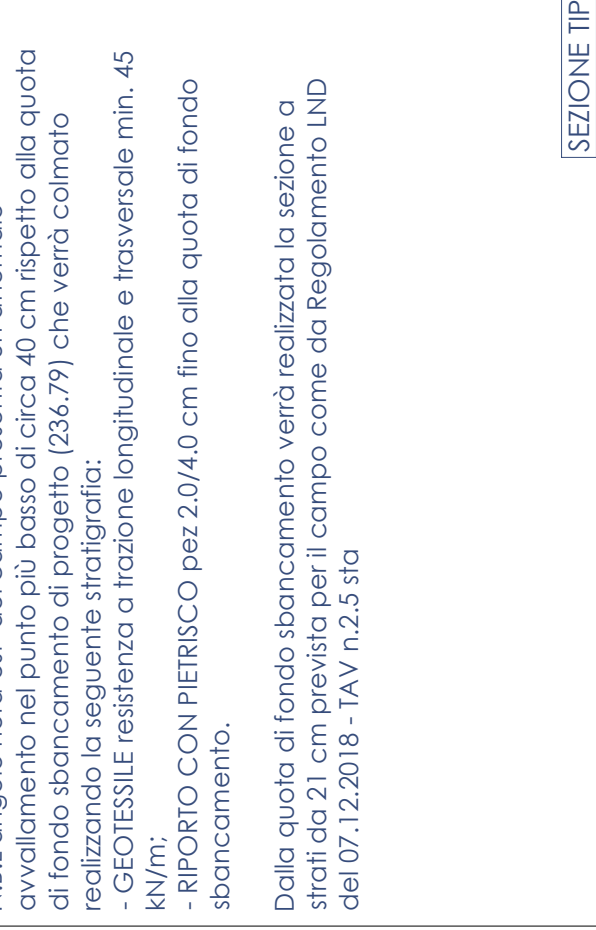 avvallamento nel punto più basso di circa 40 cm rispetto alla quota
di fondo sbancamento di progetto (236.79) che verrà colmato
realizzando la seguente stratigrafia:
- GEOTESSILE resistenza a trazione longitudinale e trasversale min. 45
kN/m;
- RIPORTO CON PIETRISCO pez 2.0/4.0 cm fino alla quota di fondo
sbancamento.
Dalla quota di fondo sbancamento verrà realizzata la sezione a
strati da 21 cm prevista per il campo come da Regolamento LND
del 07.12.2018 - TAV n.2.5 sta
SEZIONE TIP